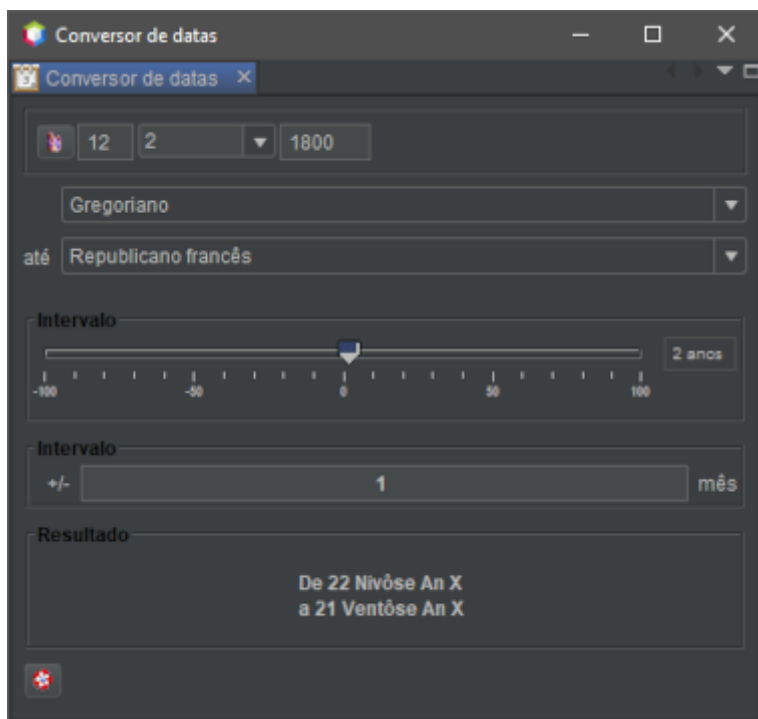 Conversor de datas
Conversor de datas
12 2 1800
Gregoriano
até Republicano francês
Intervalo
2 anos
-100 -50 0 50 100
Intervalo
+/- 1 mês
Resultado
De 22 Nivôse An X
a 21 Ventôse An X